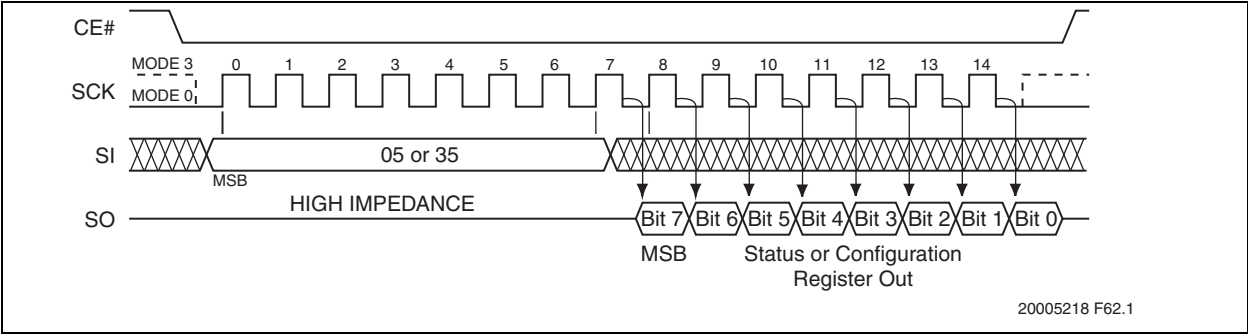 CE#
MODE 3
0 1 2 3 4 5 6 7 8 9 10 11 12 13 14
SCK
MODE 0
SI
05 or 35
MSB
HIGH IMPEDANCE
SO
Bit 7 Bit 6 Bit 5 Bit 4 Bit 3 Bit 2 Bit 1 Bit 0
MSB
Status or Configuration
Register Out
20005218 F62.1